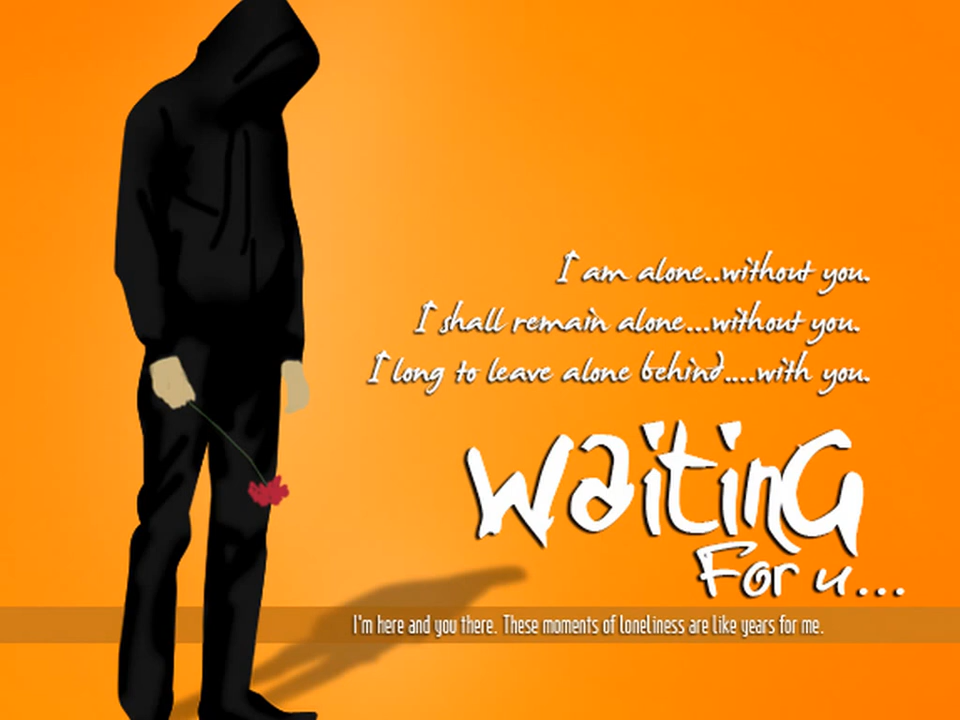 I am alone..without you.
I shall remain alone...without you.
I long to leave alone behind....with you.
WaitinG
For u...
I'm here and you there. These moments of loneliness are like years for me.